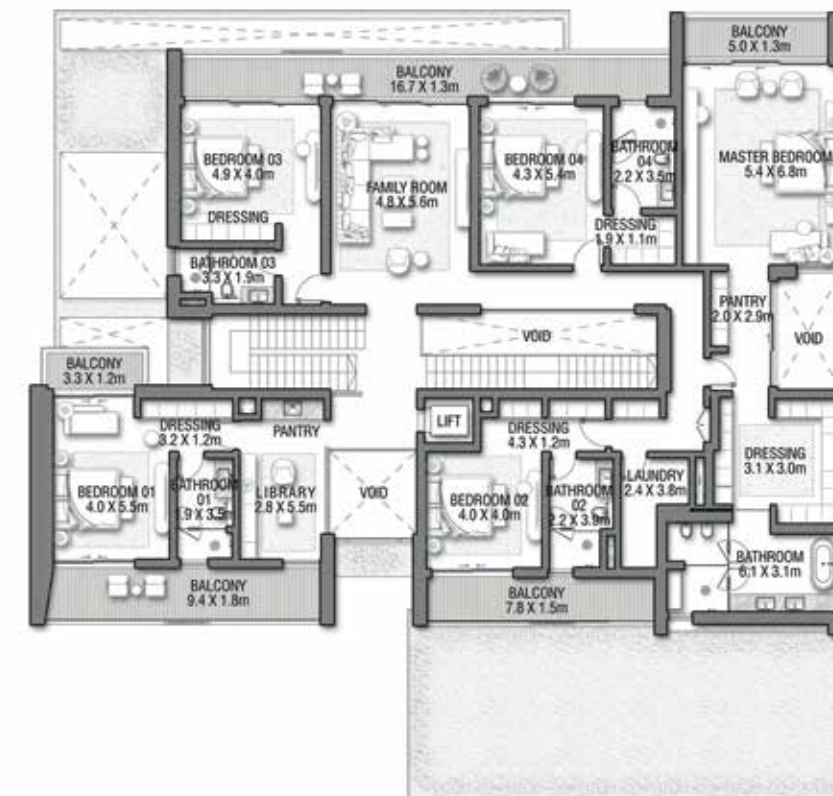 BALCONY
5.0 X 1.3m
BALCONY
16.7 X 1.3m
BEDROOM 03
4.9 X 4.0m
DRESSING
FAMILY ROOM
4.8 X 5.6m
BEDROOM 04
4.3 X 5.4m
BATHROOM
04
2.2 X 3.5m
MASTER BEDROOM
5.4 X 6.8m
DRESSING
1.9 X 1.1m
BATHROOM 03
3.3 X 1.9m
PANTRY
2.0 X 2.9m
VOID
VOID
BALCONY
3.3 X 1.2m
LIFT
DRESSING
3.2 X 1.2m
PANTRY
DRESSING
4.3 X 1.2m
DRESSING
3.1 X 3.0m
BEDROOM 01
4.0 X 5.5m
BATHROOM
01
LIBRARY
2.8 X 5.5m
VOID
BEDROOM 02
4.0 X 4.0m
BATHROOM
02
2.2 X 3.9m
LAUNDRY
2.4 X 3.8m
BATHROOM
6.1 X 3.1m
BALCONY
9.4 X 1.8m
BALCONY
7.8 X 1.5m